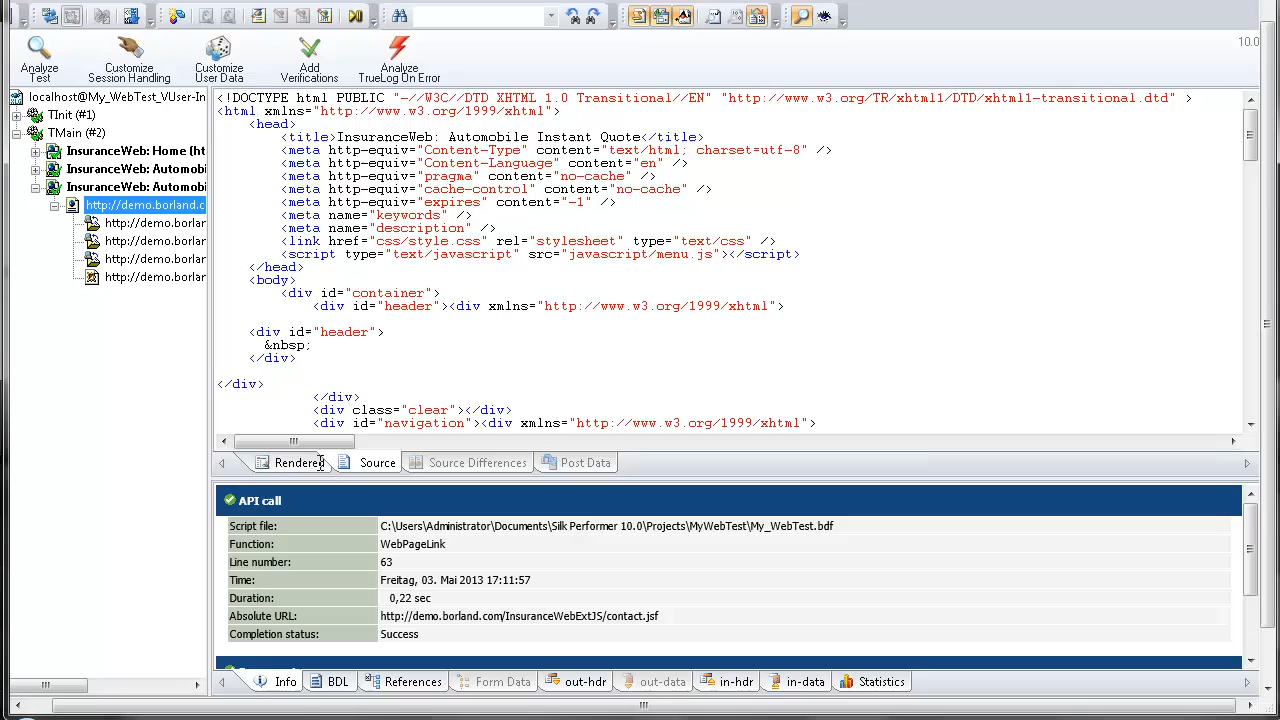 10.0
Analyze Test
Customize Session Handling
Customize User Data
Add Verifications
Analyze TrueLog On Error
localhost@My_WebTest_VUser-In
TInit (#1)
TMain (#2)
InsuranceWeb: Home (ht
InsuranceWeb: Automobi
InsuranceWeb: Automobi
http://demo.borland.c
http://demo.borlar
http://demo.borlar
http://demo.borlar
http://demo.borlar
<!DOCTYPE html PUBLIC "-//W3C//DTD XHTML 1.0 Transitional//EN" "http://www.w3.org/TR/xhtml1/DTD/xhtml1-transitional.dtd" >
<html xmlns="http://www.w3.org/1999/xhtml">
<head>
<title>InsuranceWeb: Automobile Instant Quote</title>
<meta http-equiv="Content-Type" content="text/html; charset=utf-8" />
<meta http-equiv="Content-Language" content="en" />
<meta http-equiv="pragma" content="no-cache" />
<meta http-equiv="cache-control" content="no-cache" />
<meta http-equiv="expires" content="-1" />
<meta name="keywords" />
<meta name="description" />
<link href="css/style.css" rel="stylesheet" type="text/css" />
<script type="text/javascript" src="javascript/menu.js"></script>
</head>
<body>
<div id="container">
<div id="header"><div xmlns="http://www.w3.org/1999/xhtml">
<div id="header">
&nbsp;
</div>
</div>
</div>
<div class="clear"></div>
<div id="navigation"><div xmlns="http://www.w3.org/1999/xhtml">
Rendered Source Source Differences Post Data
API call
Script file: C:\Users\Administrator\Documents\Silk Performer 10.0\Projects\MyWebTest\My_WebTest.bdf
Function: WebPageLink
Line number: 63
Time: Freitag, 03. Mai 2013 17:11:57
Duration: 0,22 sec
Absolute URL: http://demo.borland.com/InsuranceWebExtJS/contact.jsf
Completion status: Success
Info BDL References Form Data out-hdr out-data in-hdr in-data Statistics